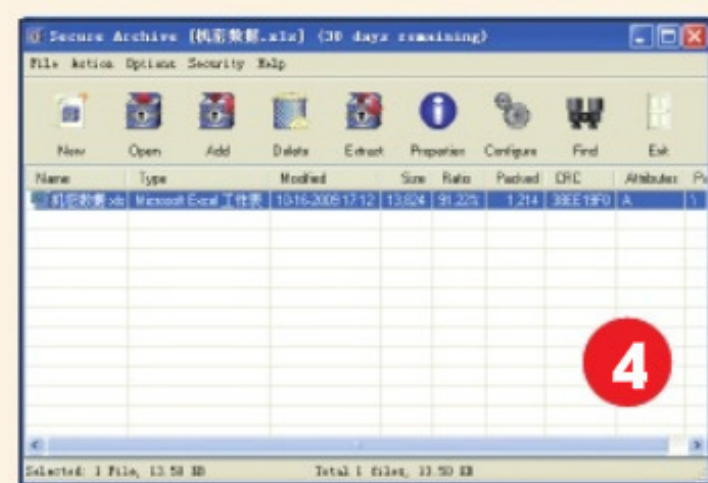 Secure Archive [机密数据.xls] (30 days remaining)
File Action Options Security Help
New Open Add Delete Extract Properties Configure Find Exit
Name Type Modified Size Ratio Packed CRC Attributes Pa
机密数据.xls Microsoft Excel 工作表 10-16-2009 17:12 13,824 91.22% 1,214 38EE19F0 A \
4
Selected: 1 File, 13.50 KB Total 1 files, 13.50 KB